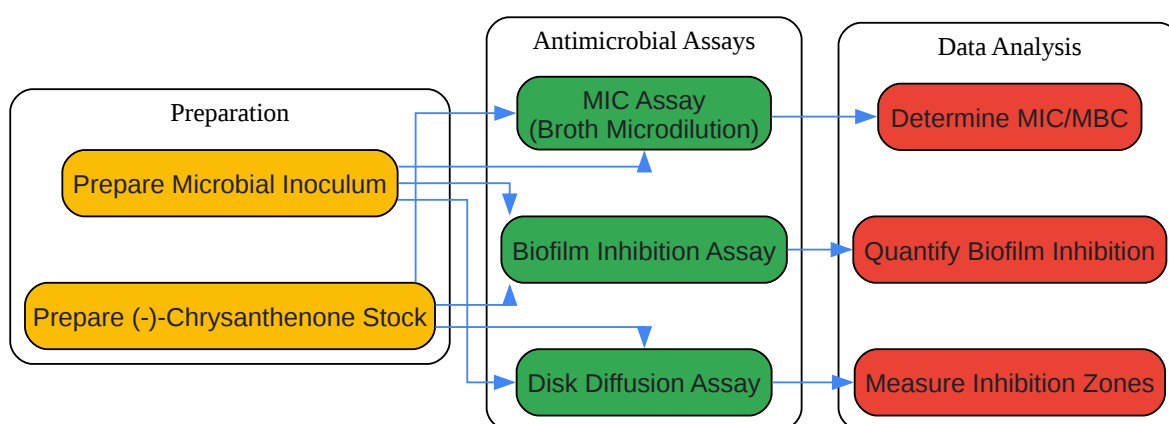 Preparation
Prepare Microbial Inoculum
Prepare (-)-Chrysanthenone Stock
Antimicrobial Assays
MIC Assay
(Broth Microdilution)
Biofilm Inhibition Assay
Disk Diffusion Assay
Data Analysis
Determine MIC/MBC
Quantify Biofilm Inhibition
Measure Inhibition Zones